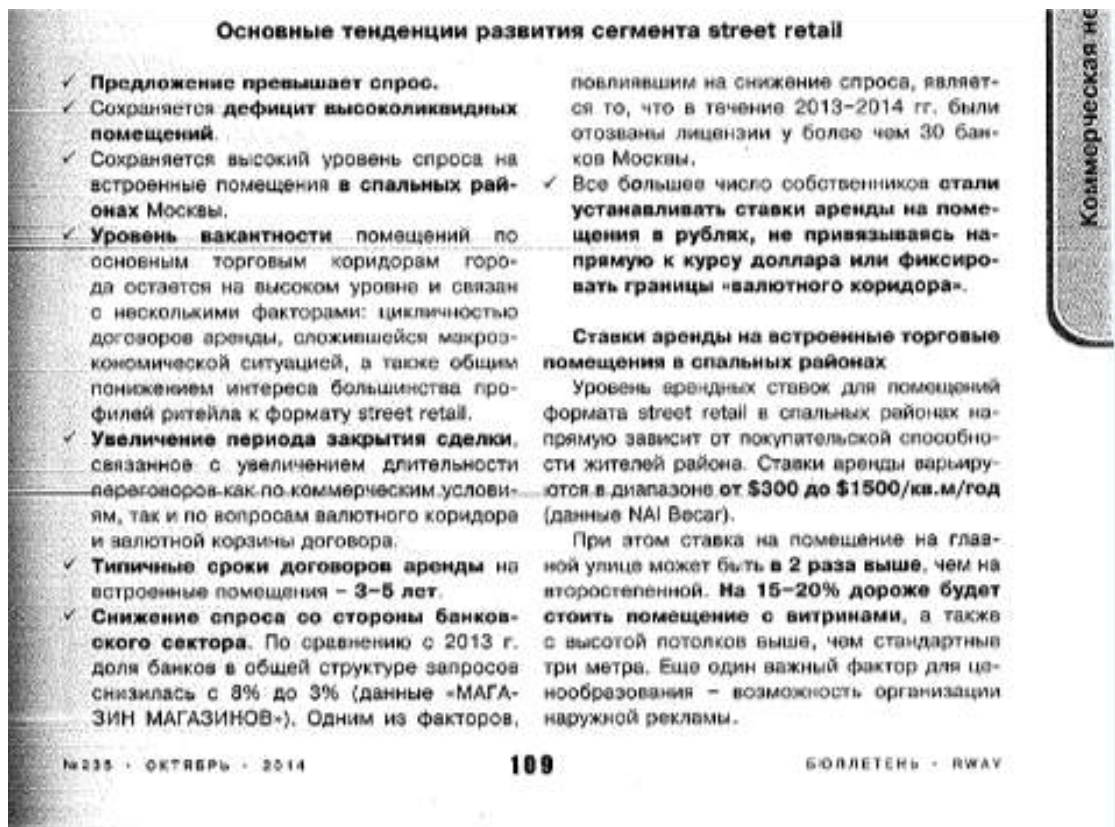 Основные тенденции развития сегмента street retail
✓ Предложение превышает спрос.
✓ Сохраняется дефицит высоколиквидных
помещений.
✓ Сохраняется высокий уровень спроса на
встроенные помещения в спальных рай-
онах Москвы.
✓ Уровень вакантности помещений по
основным торговым коридорам горо-
да остается на высоком уровне и связан
с несколькими факторами: цикличностью
договоров аренды, сложившейся макроэ-
кономической ситуацией, а также общим
понижением интереса большинства про-
филей ритейла к формату street retail.
✓ Увеличение периода закрытия сделки,
связанное с увеличением длительности
переговоров как по коммерческим услови-
ям, так и по вопросам валютного коридора
и валютной корзины договора.
✓ Типичные сроки договоров аренды на
встроенные помещения – 3–5 лет.
✓ Снижение спроса со стороны банков-
ского сектора. По сравнению с 2013 г.
доля банков в общей структуре запросов
снизилась с 8% до 3% (данные «МАГА-
ЗИН МАГАЗИНОВ»). Одним из факторов,
повлиявшим на снижение спроса, являет-
ся то, что в течение 2013–2014 гг. были
отозваны лицензии у более чем 30 бан-
ков Москвы.
✓ Все большее число собственников стали
устанавливать ставки аренды на поме-
щения в рублях, не привязываясь на-
прямую к курсу доллара или фиксиро-
вать границы «валютного коридора».
Ставки аренды на встроенные торговые
помещения в спальных районах
Уровень арендных ставок для помещений
формата street retail в спальных районах на-
прямую зависит от покупательской способно-
сти жителей района. Ставки аренды варьиру-
ются в диапазоне от $300 до $1500/кв.м/год
(данные NAI Becar).
При этом ставка на помещение на глав-
ной улице может быть в 2 раза выше, чем на
второстепенной. На 15–20% дороже будет
стоить помещение с витринами, а также
с высотой потолков выше, чем стандартные
три метра. Еще один важный фактор для це-
нообразования – возможность организации
наружной рекламы.
№235 · ОКТЯБРЬ · 2014
109
БЮЛЛЕТЕНЬ · RWAY
Коммерческая не